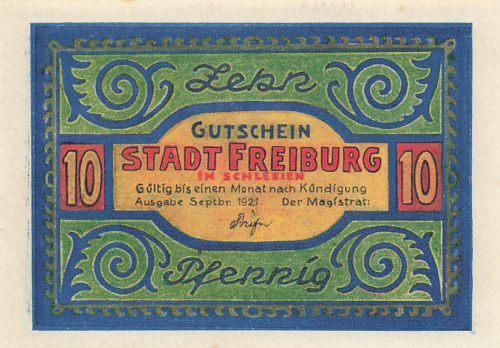 Zehn
GUTSCHEIN
10 STADT FREIBURG 10
IN SCHLESIEN
Gültig bis einen Monat nach Kündigung
Ausgabe Septbr. 1921. Der Magistrat:
Pfennig